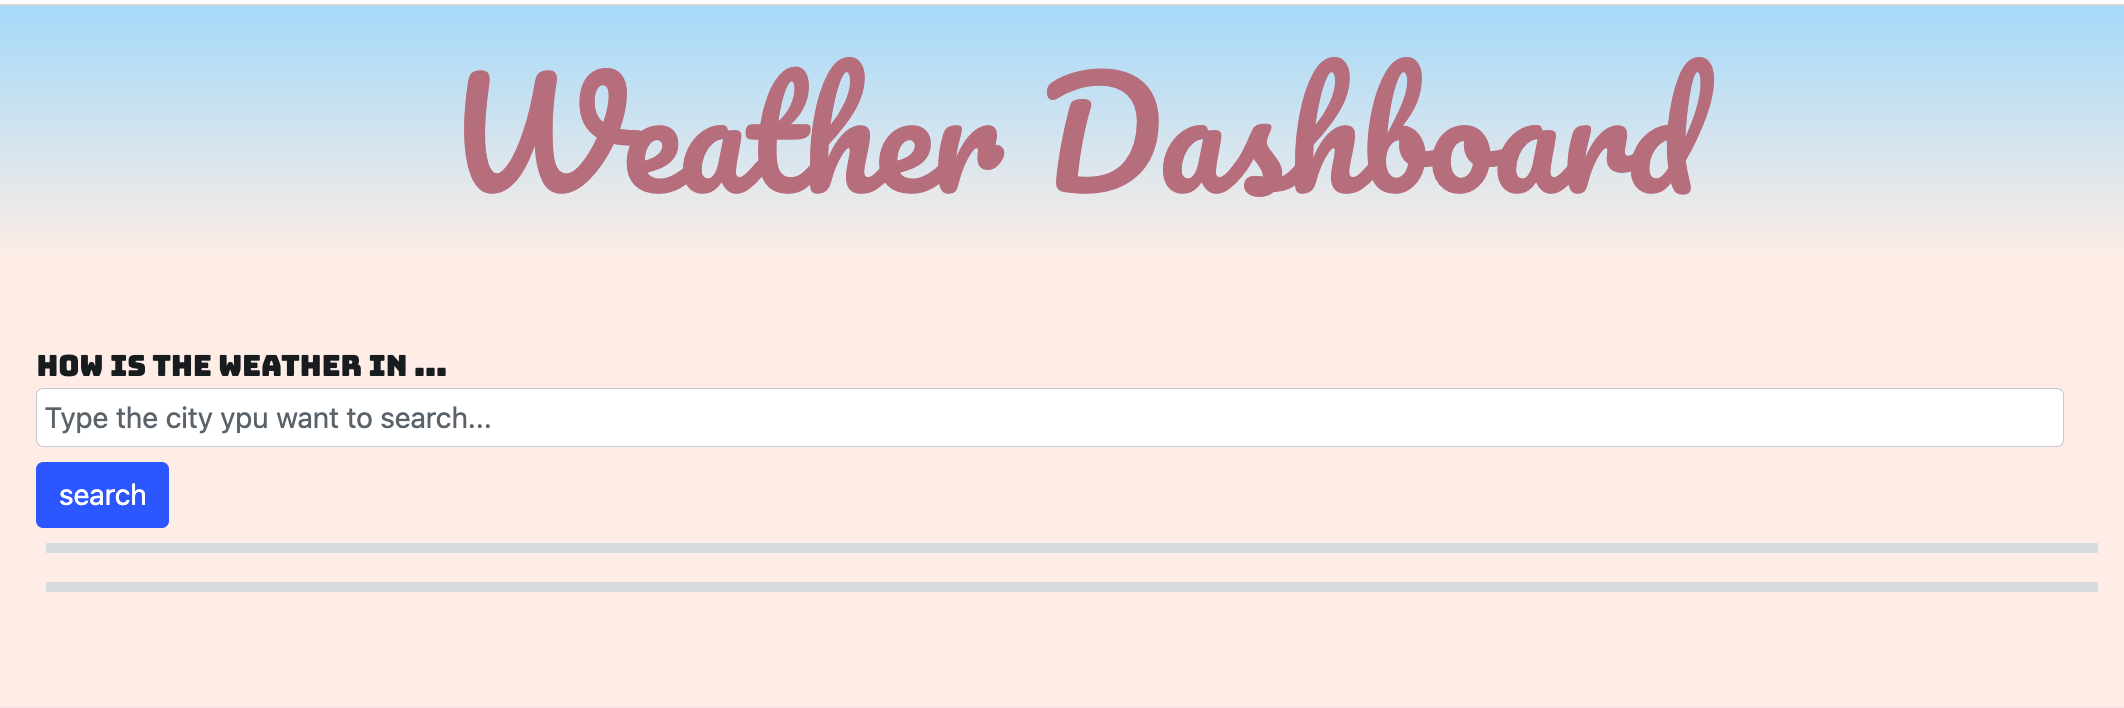 Weather Dashboard
HOW IS THE WEATHER IN ...
Type the city ypu want to search...
search